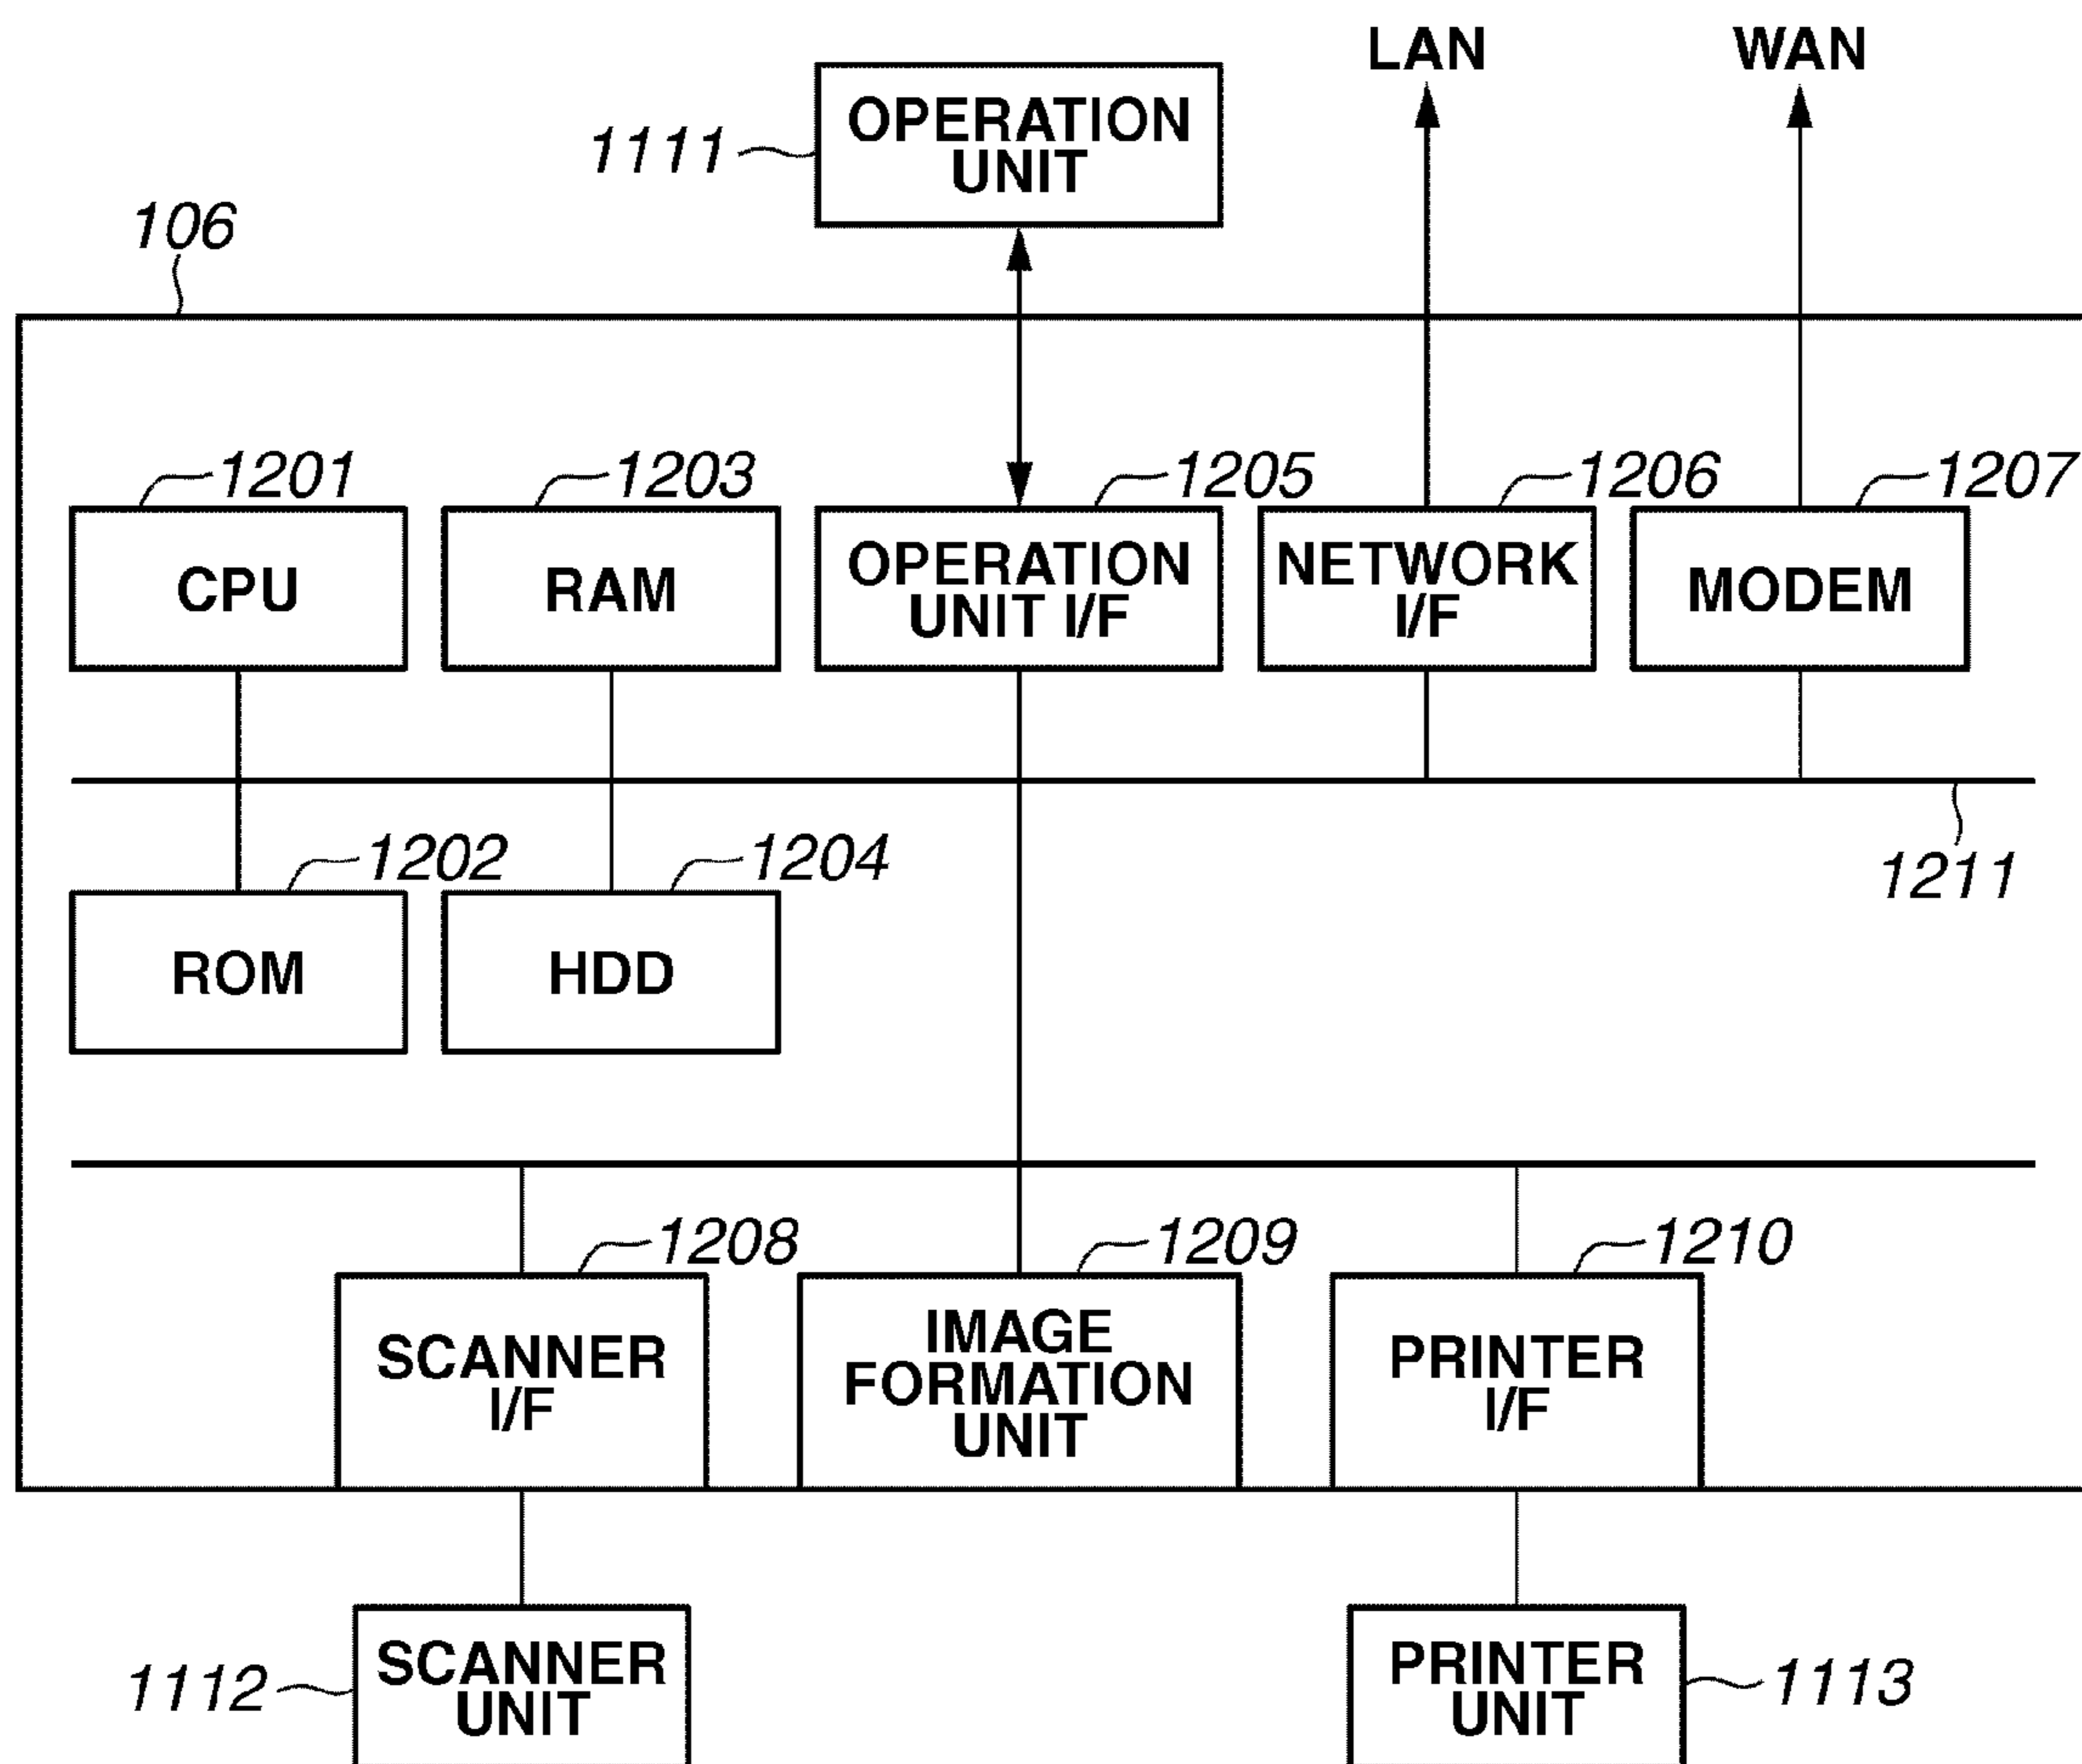 LAN
WAN
1111
OPERATION
UNIT
106
1201
1203
1205
1206
1207
CPU
RAM
OPERATION
UNIT I/F
NETWORK
I/F
MODEM
1202
1204
1211
ROM
HDD
1208
1209
1210
SCANNER
I/F
IMAGE
FORMATION
UNIT
PRINTER
I/F
1112
SCANNER
UNIT
PRINTER
UNIT
1113